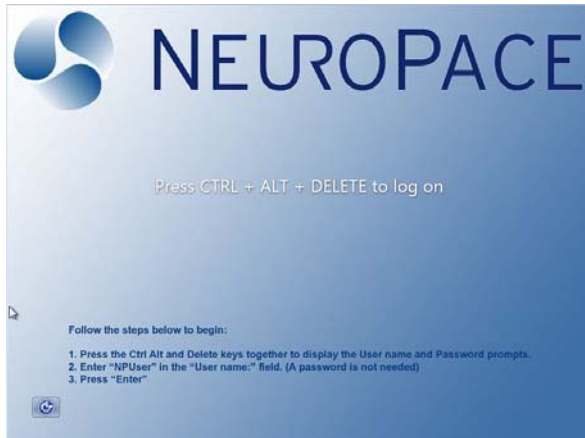 NEUROPACE
Press CTRL + ALT + DELETE to log on
Follow the steps below to begin:
1. Press the Ctrl Alt and Delete keys together to display the User name and Password prompts.
2. Enter “NPUser” in the “User name:” field. (A password is not needed)
3. Press “Enter”